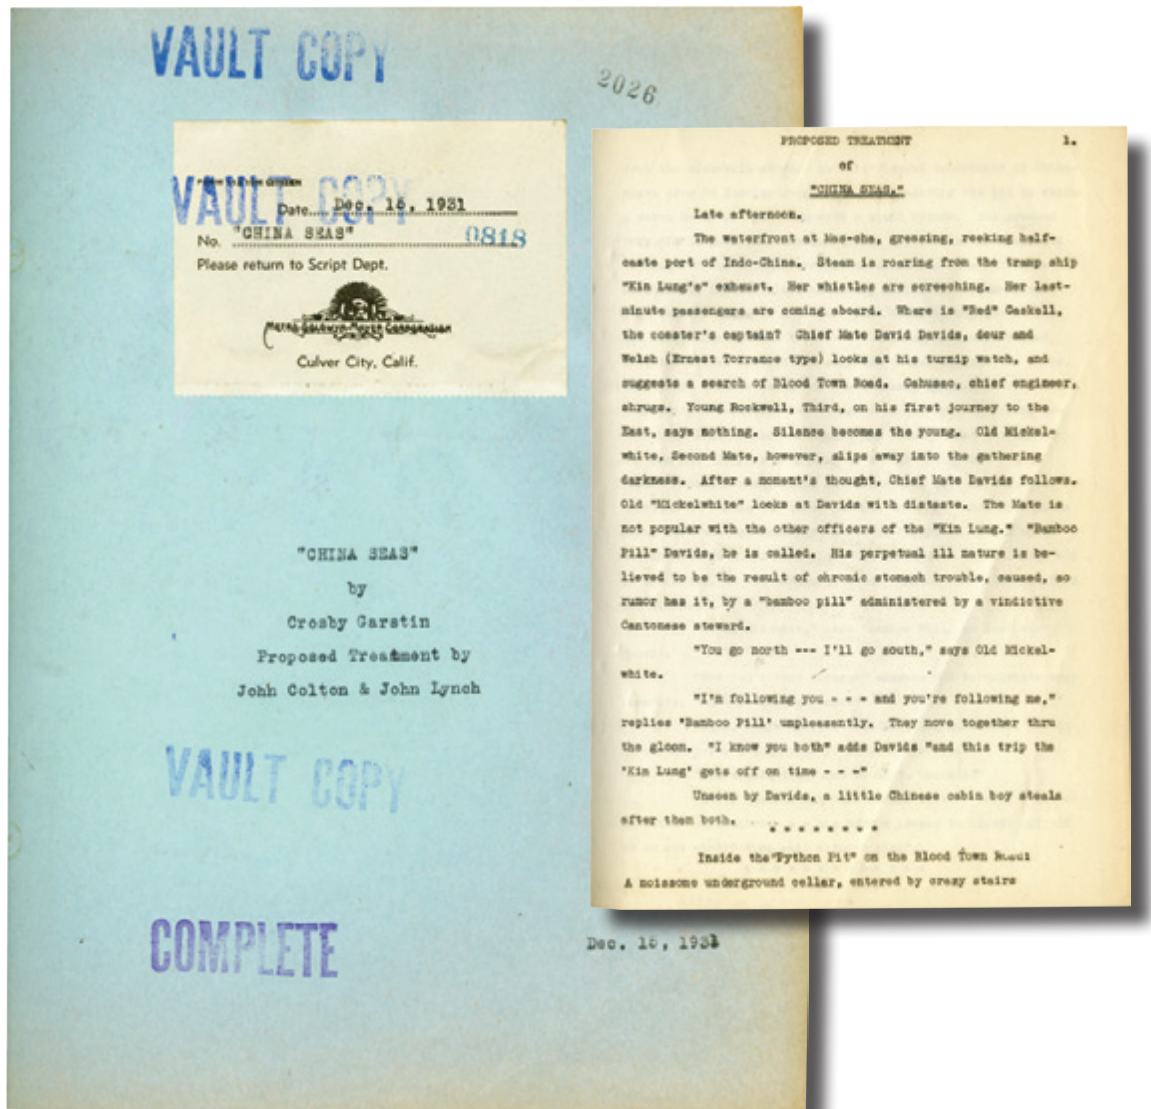 VAULT COPY
2026
VAULT COPY
Date Dec. 15, 1931
No. "CHINA SEAS" 0818
Please return to Script Dept.
METRO-GOLDWYN-MAYER CORPORATION
Culver City, Calif.
"CHINA SEAS"
by
Crosby Garstin
Proposed Treatment by
John Colton & John Lynch
VAULT COPY
COMPLETE
Dec. 15, 1931
PROPOSED TREATMENT 1.
of
"CHINA SEAS."
Late afternoon.
The waterfront at Mas-cha, greasing, reeking half-
caste port of Indo-China. Steam is roaring from the tramp ship
"Kin Lung's" exhaust. Her whistles are screeching. Her last-
minute passengers are coming aboard. Where is "Red" Gaskell,
the coaster's captain? Chief Mate David Davids, dour and
Welsh (Ernest Torrance type) looks at his turnip watch, and
suggests a search of Blood Town Road. Cahusac, chief engineer,
shrugs. Young Rockwell, Third, on his first journey to the
East, says nothing. Silence becomes the young. Old Mickel-
white, Second Mate, however, slips away into the gathering
darkness. After a moment's thought, Chief Mate Davids follows.
Old "Mickelwhite" looks at Davids with distaste. The Mate is
not popular with the other officers of the "Kin Lung." "Bamboo
Pill" Davids, he is called. His perpetual ill nature is be-
lieved to be the result of chronic stomach trouble, caused, so
rumor has it, by a "bamboo pill" administered by a vindictive
Cantonese steward.
"You go north --- I'll go south," says Old Mickel-
white.
"I'm following you - - - and you're following me,"
replies 'Bamboo Pill' unpleasantly. They move together thru
the gloom. "I know you both" adds Davids "and this trip the
'Kin Lung' gets off on time - - -"
Unseen by Davids, a little Chinese cabin boy steals
after them both.
* * * * * * * *
Inside the "Python Pit" on the Blood Town Road:
A noissome underground cellar, entered by crazy stairs